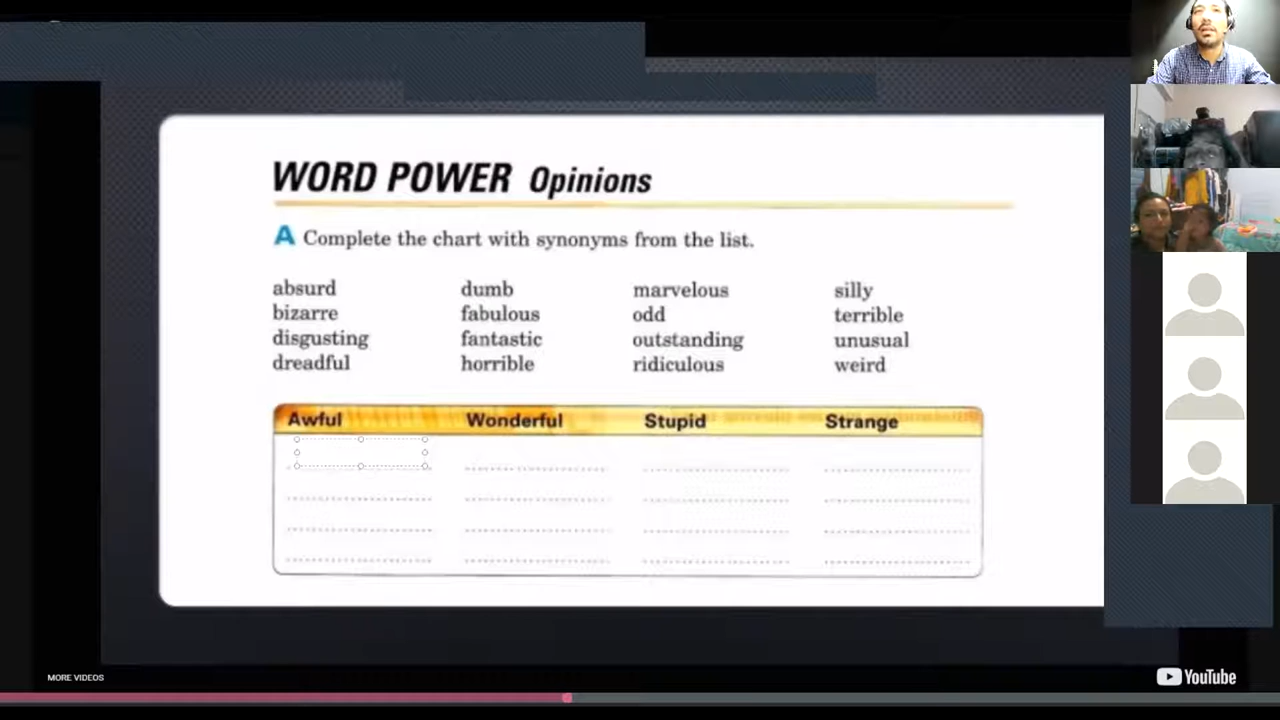 WORD POWER Opinions
A Complete the chart with synonyms from the list.
absurd dumb marvelous silly
bizarre fabulous odd terrible
disgusting fantastic outstanding unusual
dreadful horrible ridiculous weird
Awful Wonderful Stupid Strange
MORE VIDEOS
YouTube